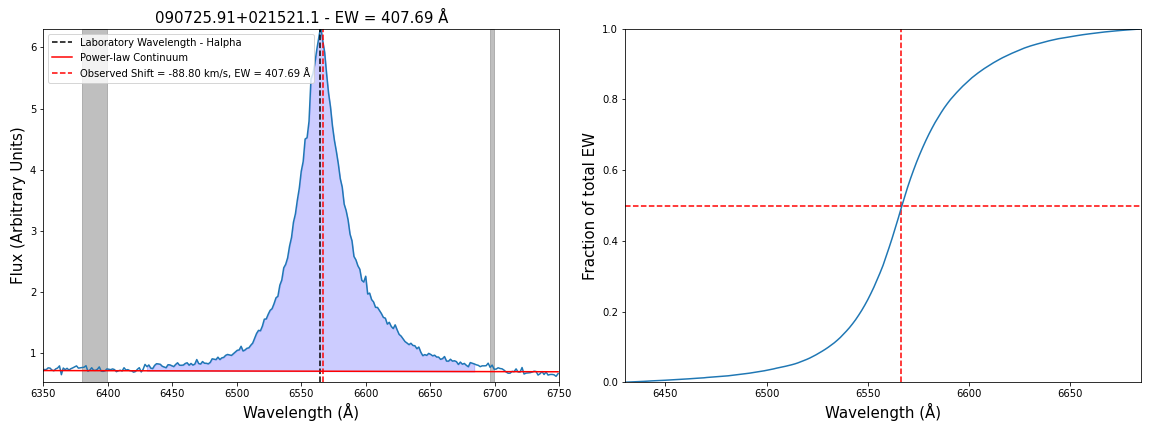 090725.91+021521.1 - EW = 407.69 Å
Laboratory Wavelength - Halpha
Power-law Continuum
Observed Shift = -88.80 km/s, EW = 407.69 Å
Flux (Arbitrary Units)
6
5
4
3
2
1
6350 6400 6450 6500 6550 6600 6650 6700 6750
Wavelength (Å)
Fraction of total EW
1.0
0.8
0.6
0.4
0.2
0.0
6450 6500 6550 6600 6650
Wavelength (Å)